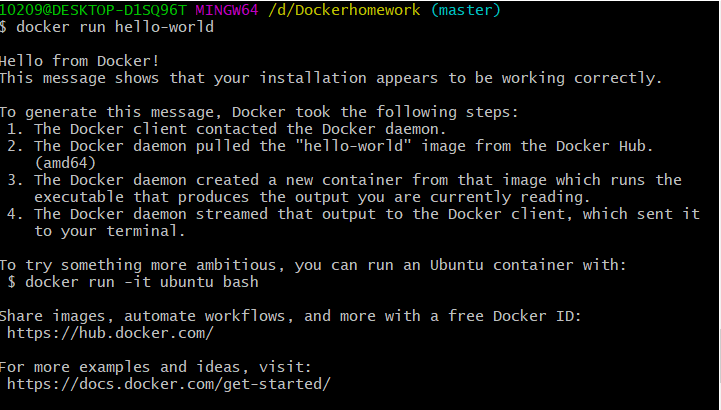 10209@DESKTOP-D1SQ96T MINGW64 /d/Dockerhomework (master)
$ docker run hello-world

Hello from Docker!
This message shows that your installation appears to be working correctly.

To generate this message, Docker took the following steps:
 1. The Docker client contacted the Docker daemon.
 2. The Docker daemon pulled the "hello-world" image from the Docker Hub.
    (amd64)
 3. The Docker daemon created a new container from that image which runs the
    executable that produces the output you are currently reading.
 4. The Docker daemon streamed that output to the Docker client, which sent it
    to your terminal.

To try something more ambitious, you can run an Ubuntu container with:
 $ docker run -it ubuntu bash

Share images, automate workflows, and more with a free Docker ID:
 https://hub.docker.com/

For more examples and ideas, visit:
 https://docs.docker.com/get-started/